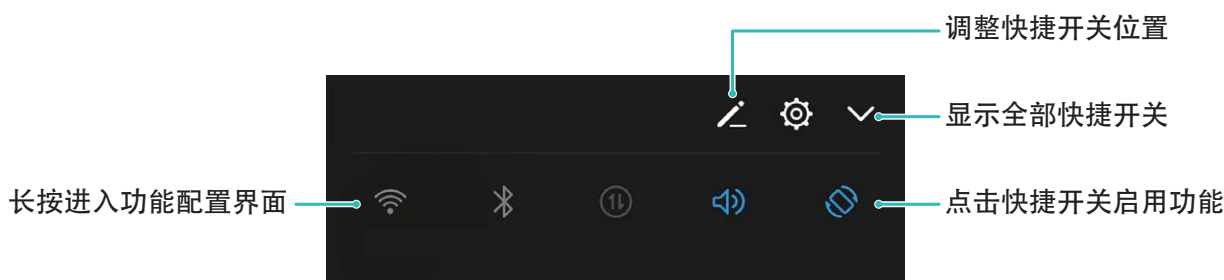 调整快捷开关位置
显示全部快捷开关
长按进入功能配置界面
点击快捷开关启用功能